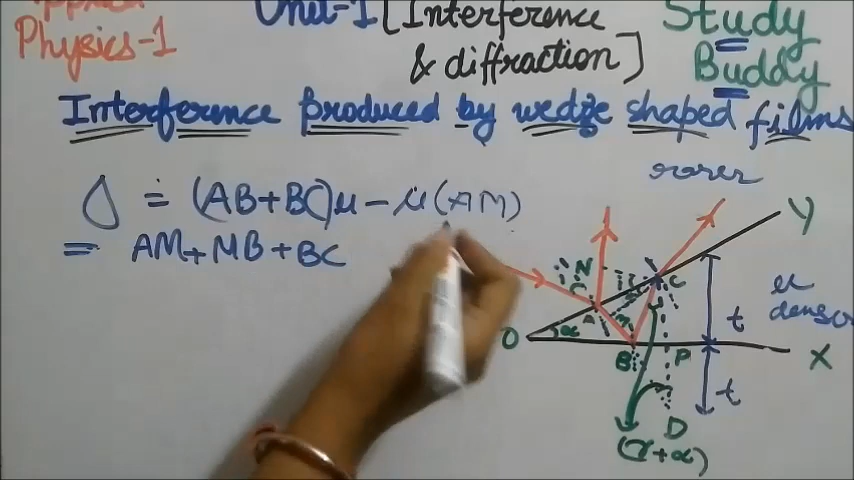 Physics-1
Unit-1 [Interference
& diffraction]
Study
Buddy
Interference produced by wedge shaped films
Δ = (AB+BC)μ - μ(AM)
= AM+MB+BC
rarer
Y
N
C
r
A
M
O
α
B
P
t
X
t
D
(r+α)